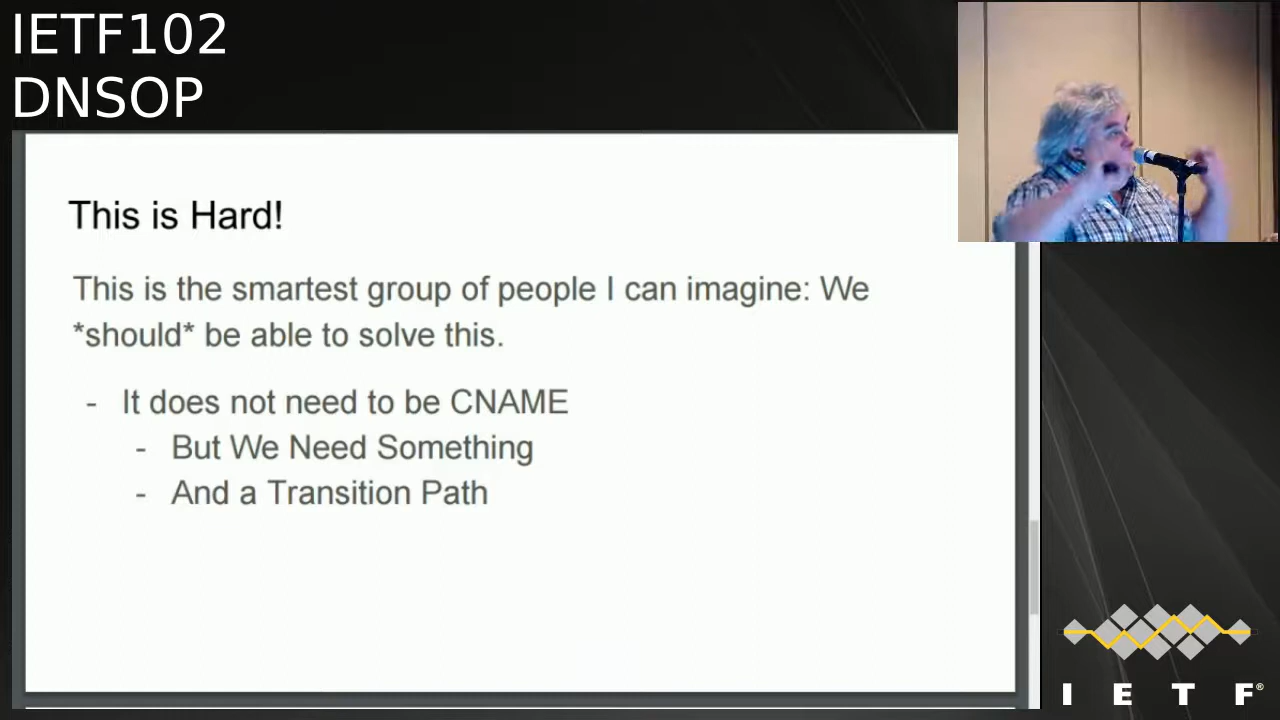 IETF102
DNSOP
This is Hard!
This is the smartest group of people I can imagine: We
*should* be able to solve this.
- It does not need to be CNAME
- But We Need Something
- And a Transition Path
I E T F®